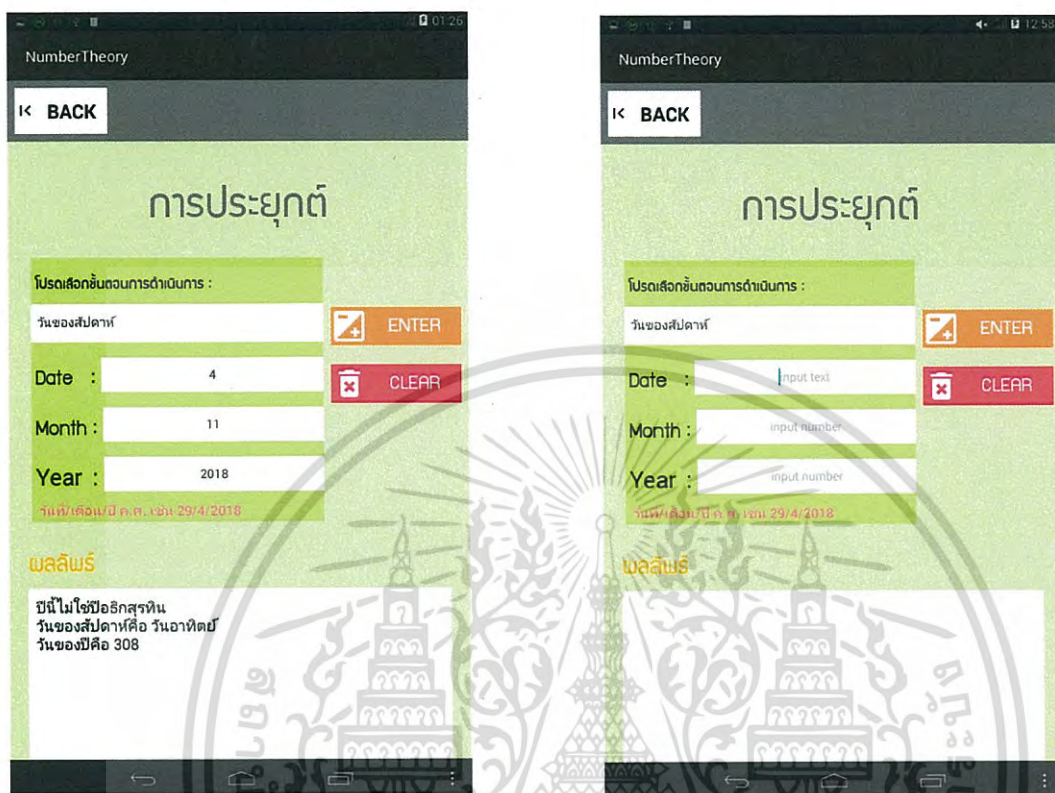 01:26
NumberTheory
BACK
การประยุกต์
โปรดเลือกขั้นตอนการดำเนินการ :
วันของสัปดาห์
ENTER
Date : 4
CLEAR
Month : 11
Year : 2018
วันที่/เดือน/ปี ค.ศ. เช่น 29/4/2018
ผลลัพธ์
ปีนี้ไม่ใช่ปีอธิกสุรทิน
วันของสัปดาห์คือ วันอาทิตย์
วันของปีคือ 308
12:58
NumberTheory
BACK
การประยุกต์
โปรดเลือกขั้นตอนการดำเนินการ :
วันของสัปดาห์
ENTER
Date : input text
CLEAR
Month : input number
Year : input number
วันที่/เดือน/ปี ค.ศ. เช่น 29/4/2018
ผลลัพธ์